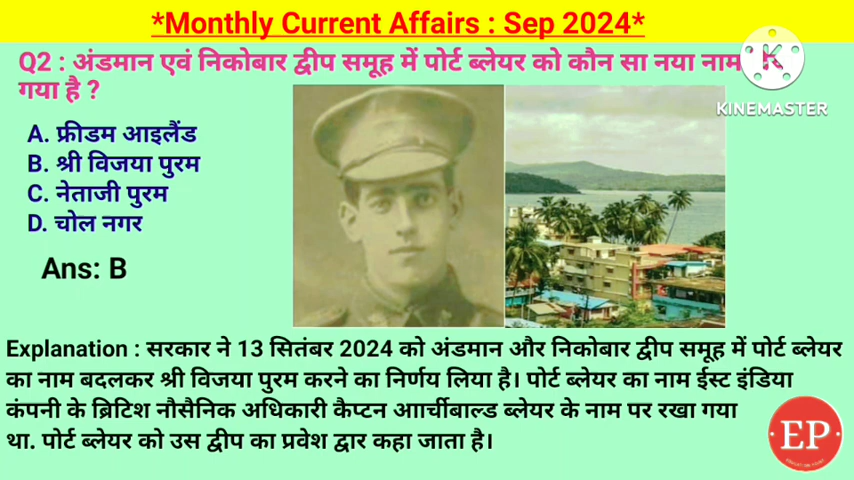 *Monthly Current Affairs : Sep 2024*
Q2 : अंडमान एवं निकोबार द्वीप समूह में पोर्ट ब्लेयर को कौन सा नया नाम
गया है ?
K
KINEMASTER
A. फ्रीडम आइलैंड
B. श्री विजया पुरम
C. नेताजी पुरम
D. चोल नगर
Ans: B
Explanation : सरकार ने 13 सितंबर 2024 को अंडमान और निकोबार द्वीप समूह में पोर्ट ब्लेयर
का नाम बदलकर श्री विजया पुरम करने का निर्णय लिया है। पोर्ट ब्लेयर का नाम ईस्ट इंडिया
कंपनी के ब्रिटिश नौसैनिक अधिकारी कैप्टन आार्चीबाल्ड ब्लेयर के नाम पर रखा गया
था. पोर्ट ब्लेयर को उस द्वीप का प्रवेश द्वार कहा जाता है।
EP